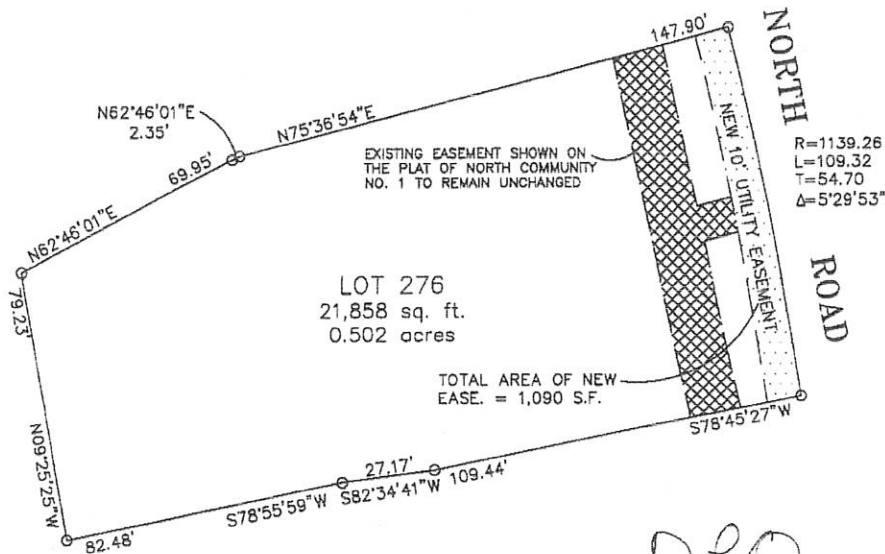 147.90'
NORTH
N62°46'01"E
2.35'
N75°36'54"E
69.95'
EXISTING EASEMENT SHOWN ON
THE PLAT OF NORTH COMMUNITY
NO. 1 TO REMAIN UNCHANGED
NEW 10' UTILITY EASEMENT
R=1139.26
L=109.32
T=54.70
Δ=5°29'53"
N62°46'01"E
ROAD
79.23'
LOT 276
21,858 sq. ft.
0.502 acres
TOTAL AREA OF NEW
EASE. = 1,090 S.F.
S78°45'27"W
N09°25'25"W
27.17'
109.44'
S82°34'41"W
S78°55'59"W
82.48'